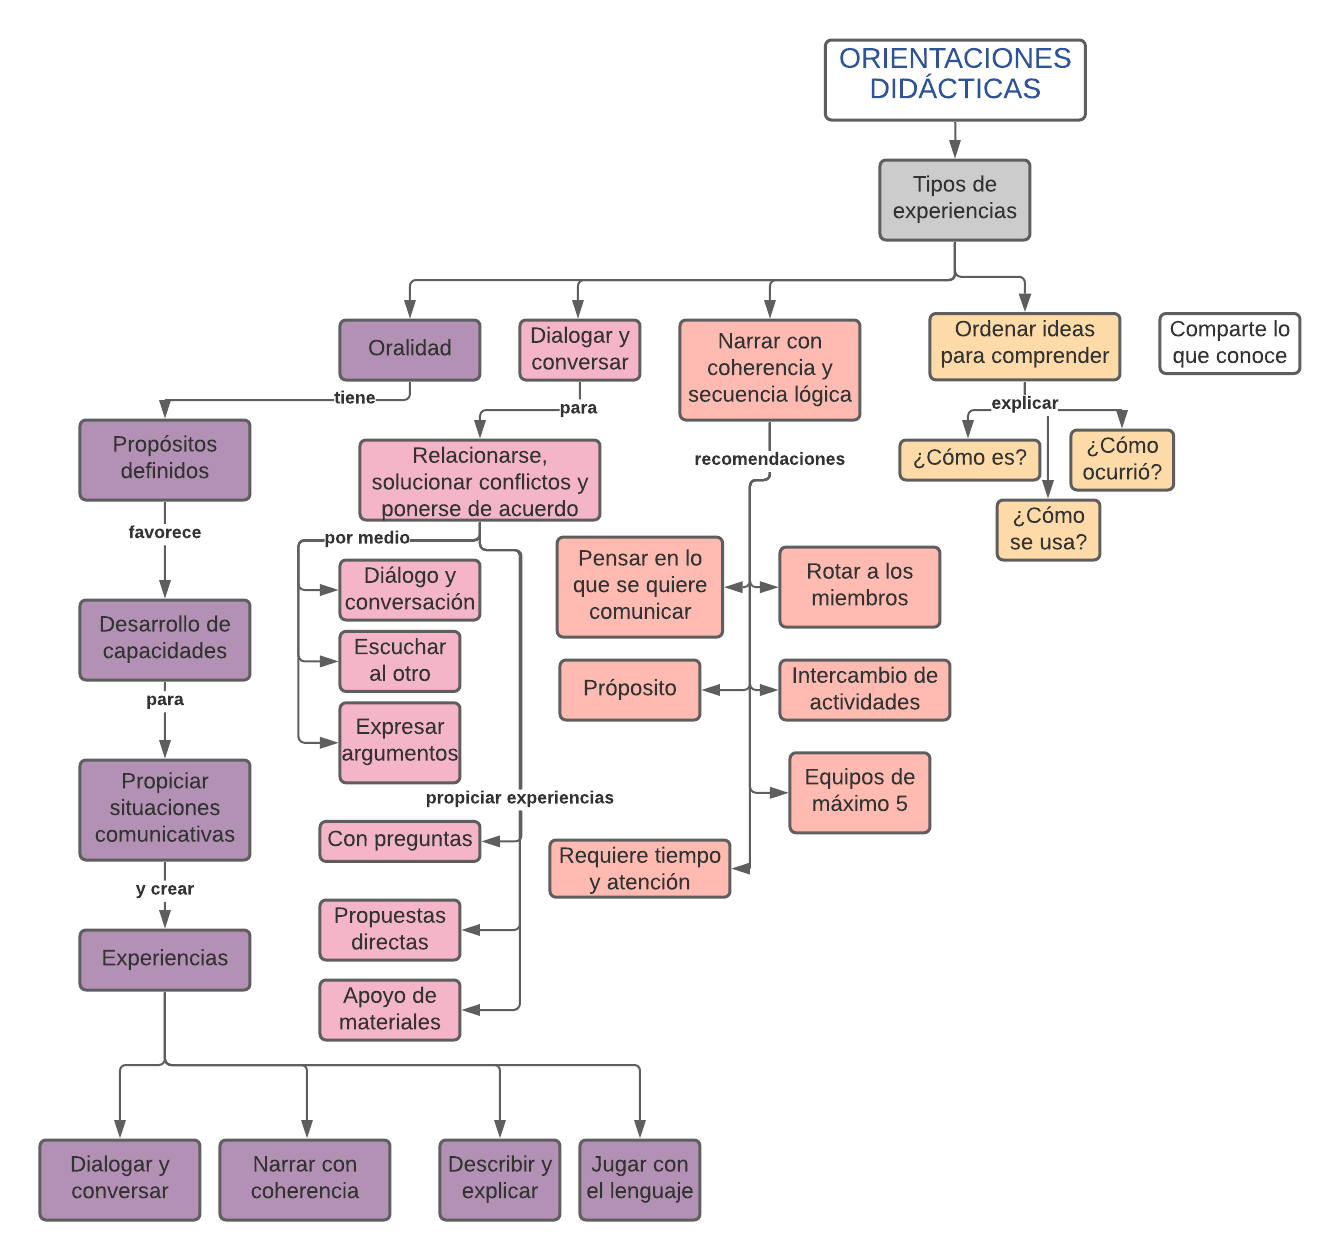 ORIENTACIONES
DIDÁCTICAS
Tipos de
experiencias
Oralidad
Dialogar y
conversar
Narrar con
coherencia y
secuencia lógica
Ordenar ideas
para comprender
Comparte lo
que conoce
tiene
para
explicar
Propósitos
definidos
Relacionarse,
solucionar conflictos y
ponerse de acuerdo
recomendaciones
¿Cómo es?
¿Cómo
ocurrió?
¿Cómo
se usa?
favorece
por medio
Diálogo y
conversación
Escuchar
al otro
Expresar
argumentos
Pensar en lo
que se quiere
comunicar
Rotar a los
miembros
Próposito
Intercambio de
actividades
Equipos de
máximo 5
Requiere tiempo
y atención
Desarrollo de
capacidades
para
Propiciar
situaciones
comunicativas
propiciar experiencias
Con preguntas
Propuestas
directas
Apoyo de
materiales
y crear
Experiencias
Dialogar y
conversar
Narrar con
coherencia
Describir y
explicar
Jugar con
el lenguaje